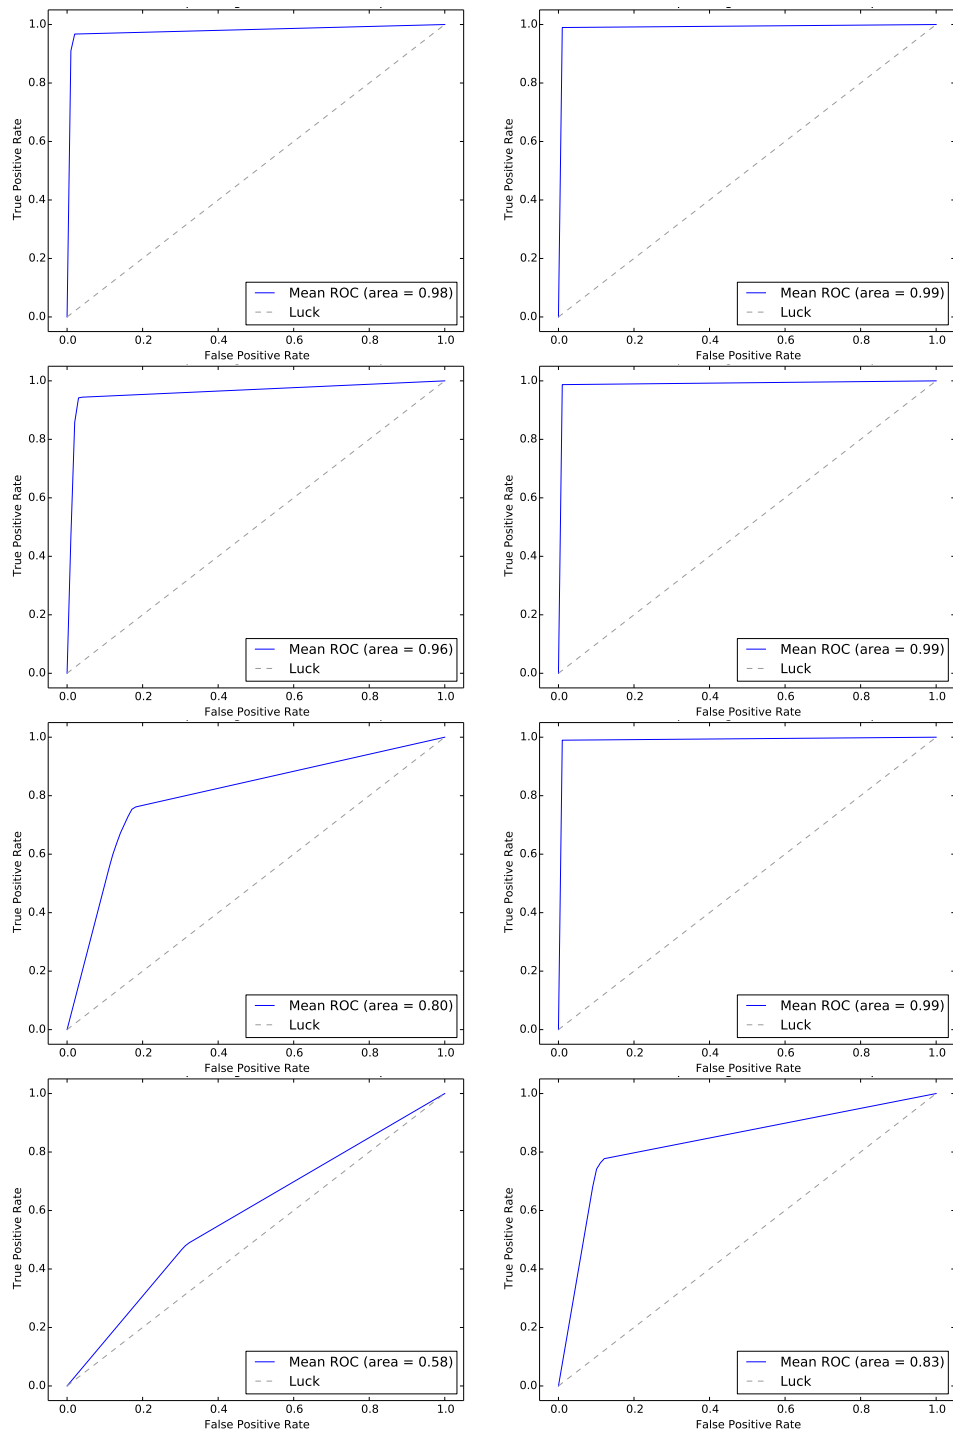 1.0
0.8
0.6
0.4
0.2
0.0
True Positive Rate
Mean ROC (area = 0.98)
Luck
0.0 0.2 0.4 0.6 0.8 1.0
False Positive Rate
1.0
0.8
0.6
0.4
0.2
0.0
True Positive Rate
Mean ROC (area = 0.99)
Luck
0.0 0.2 0.4 0.6 0.8 1.0
False Positive Rate
1.0
0.8
0.6
0.4
0.2
0.0
True Positive Rate
Mean ROC (area = 0.96)
Luck
0.0 0.2 0.4 0.6 0.8 1.0
False Positive Rate
1.0
0.8
0.6
0.4
0.2
0.0
True Positive Rate
Mean ROC (area = 0.99)
Luck
0.0 0.2 0.4 0.6 0.8 1.0
False Positive Rate
1.0
0.8
0.6
0.4
0.2
0.0
True Positive Rate
Mean ROC (area = 0.80)
Luck
0.0 0.2 0.4 0.6 0.8 1.0
False Positive Rate
1.0
0.8
0.6
0.4
0.2
0.0
True Positive Rate
Mean ROC (area = 0.99)
Luck
0.0 0.2 0.4 0.6 0.8 1.0
False Positive Rate
1.0
0.8
0.6
0.4
0.2
0.0
True Positive Rate
Mean ROC (area = 0.58)
Luck
0.0 0.2 0.4 0.6 0.8 1.0
False Positive Rate
1.0
0.8
0.6
0.4
0.2
0.0
True Positive Rate
Mean ROC (area = 0.83)
Luck
0.0 0.2 0.4 0.6 0.8 1.0
False Positive Rate